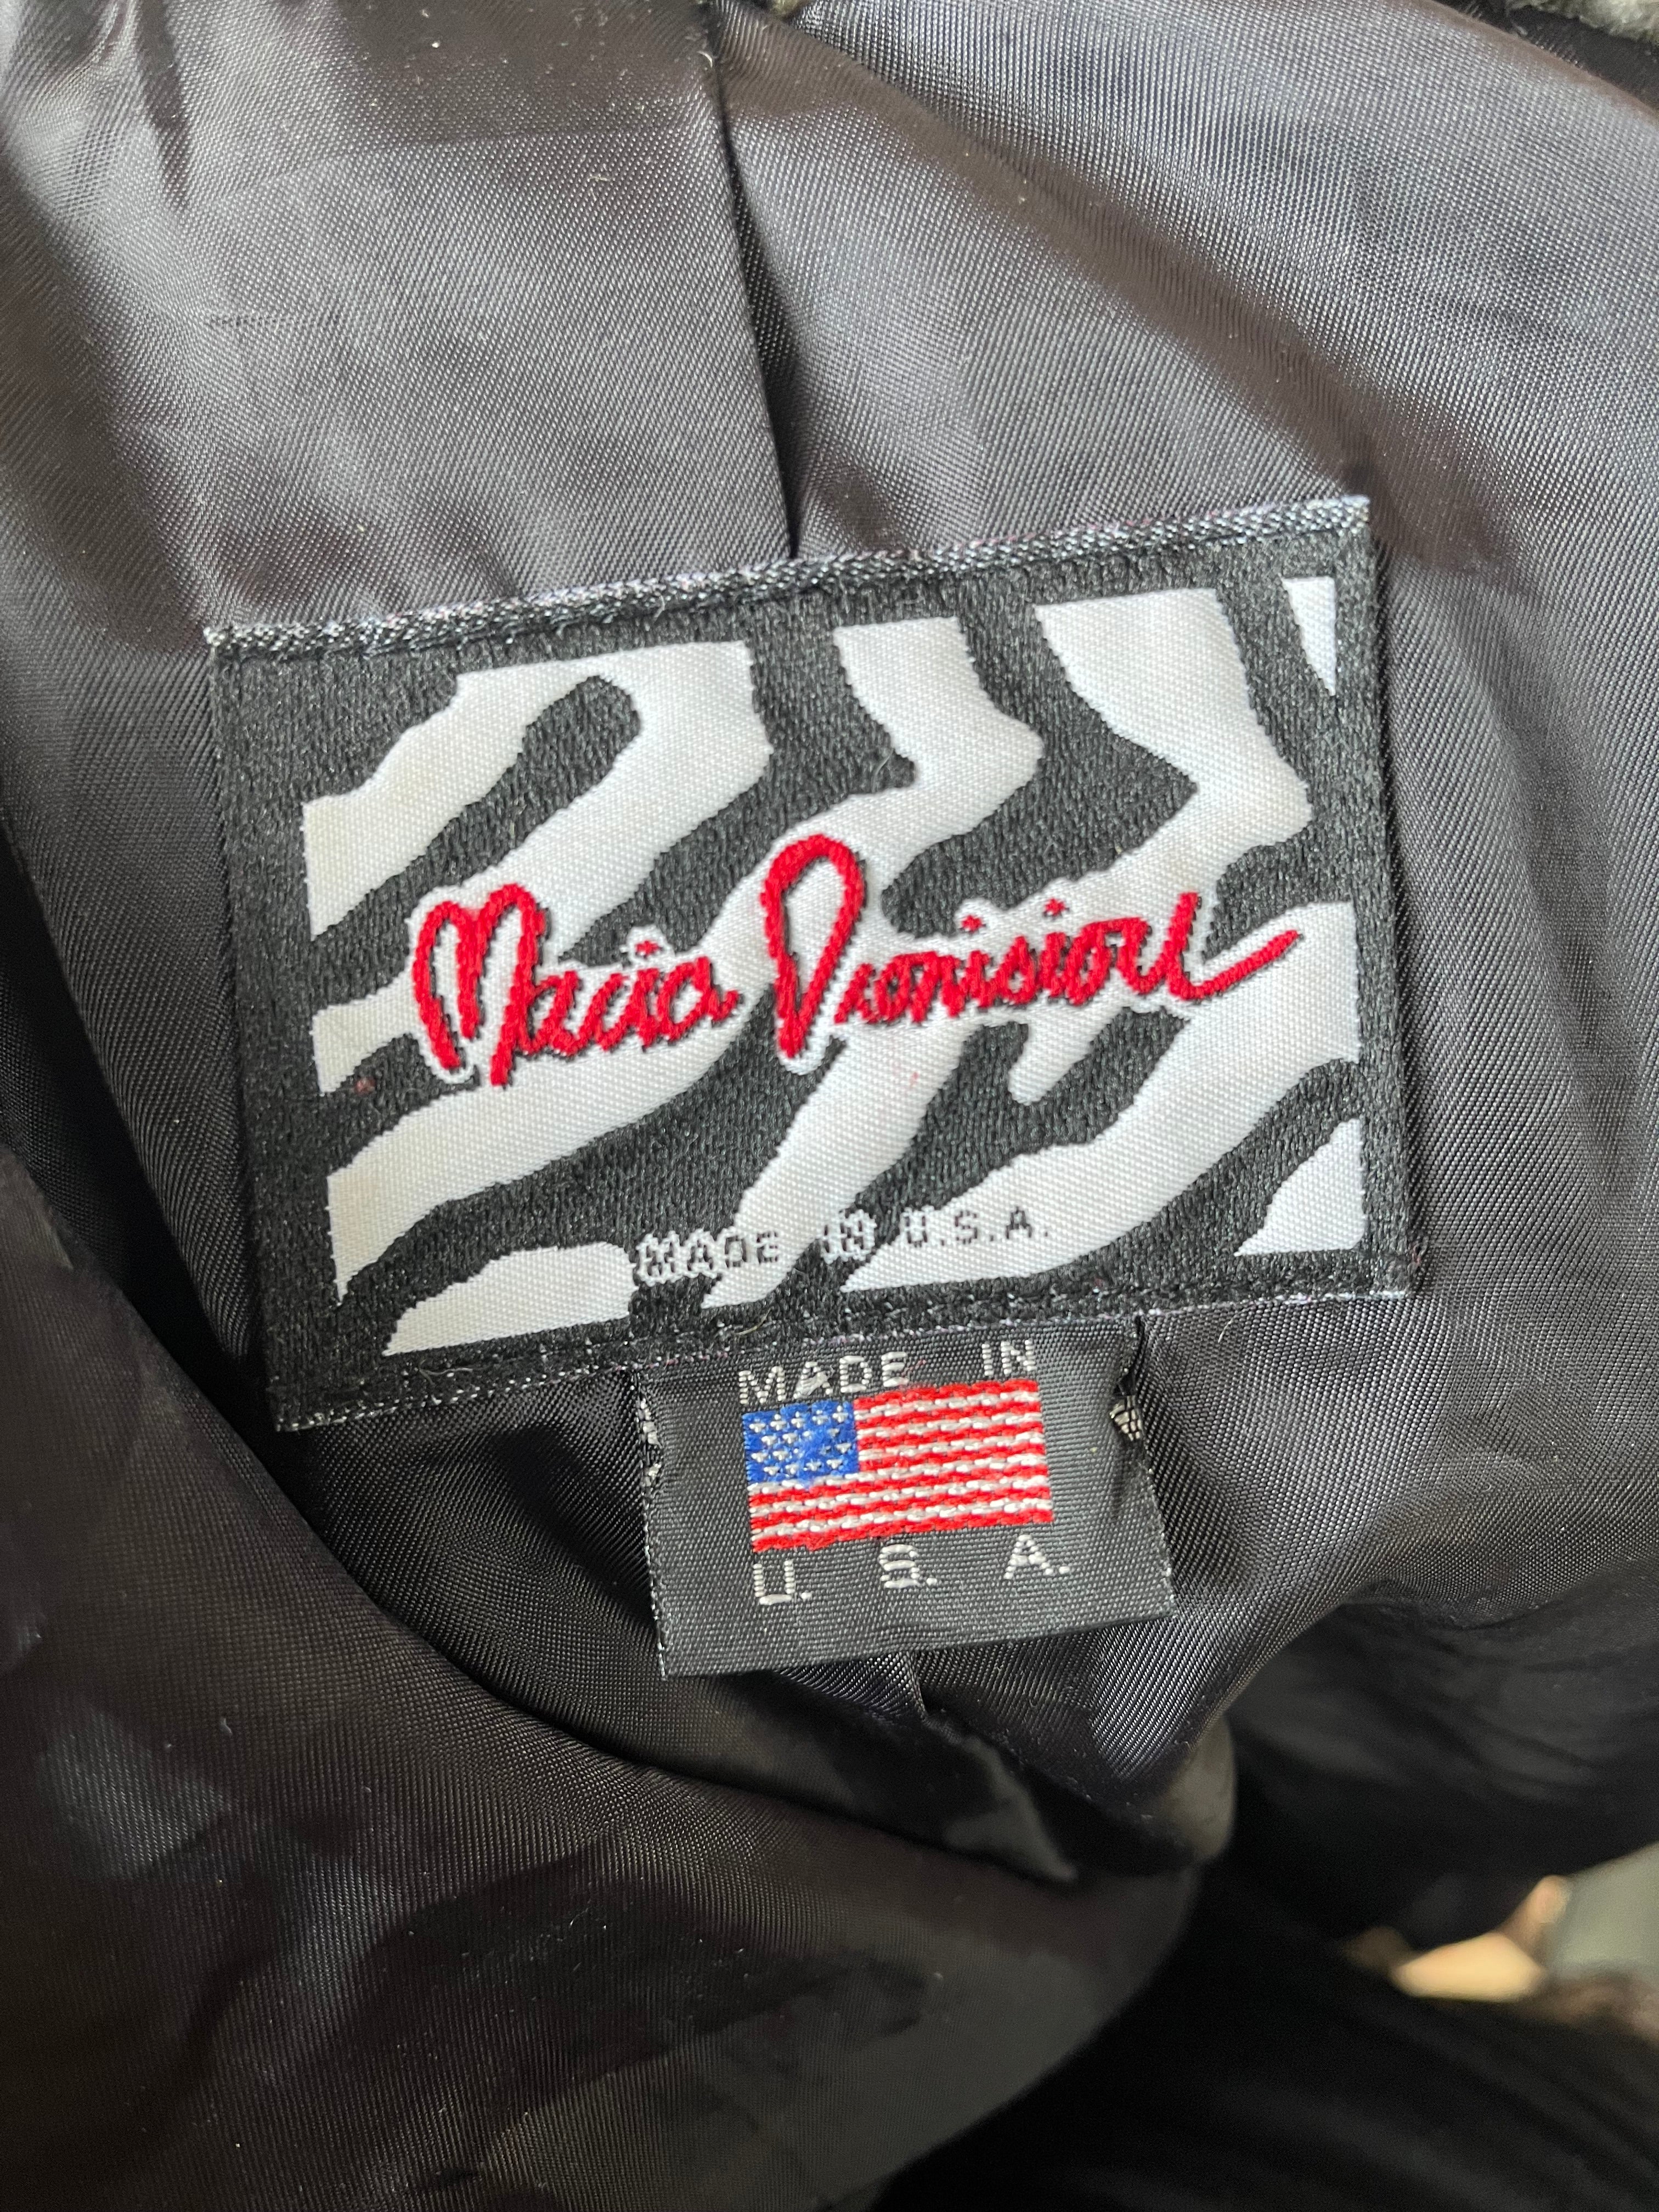 Maria Dionisiou
MADE IN U.S.A.
MADE IN
U. S. A.